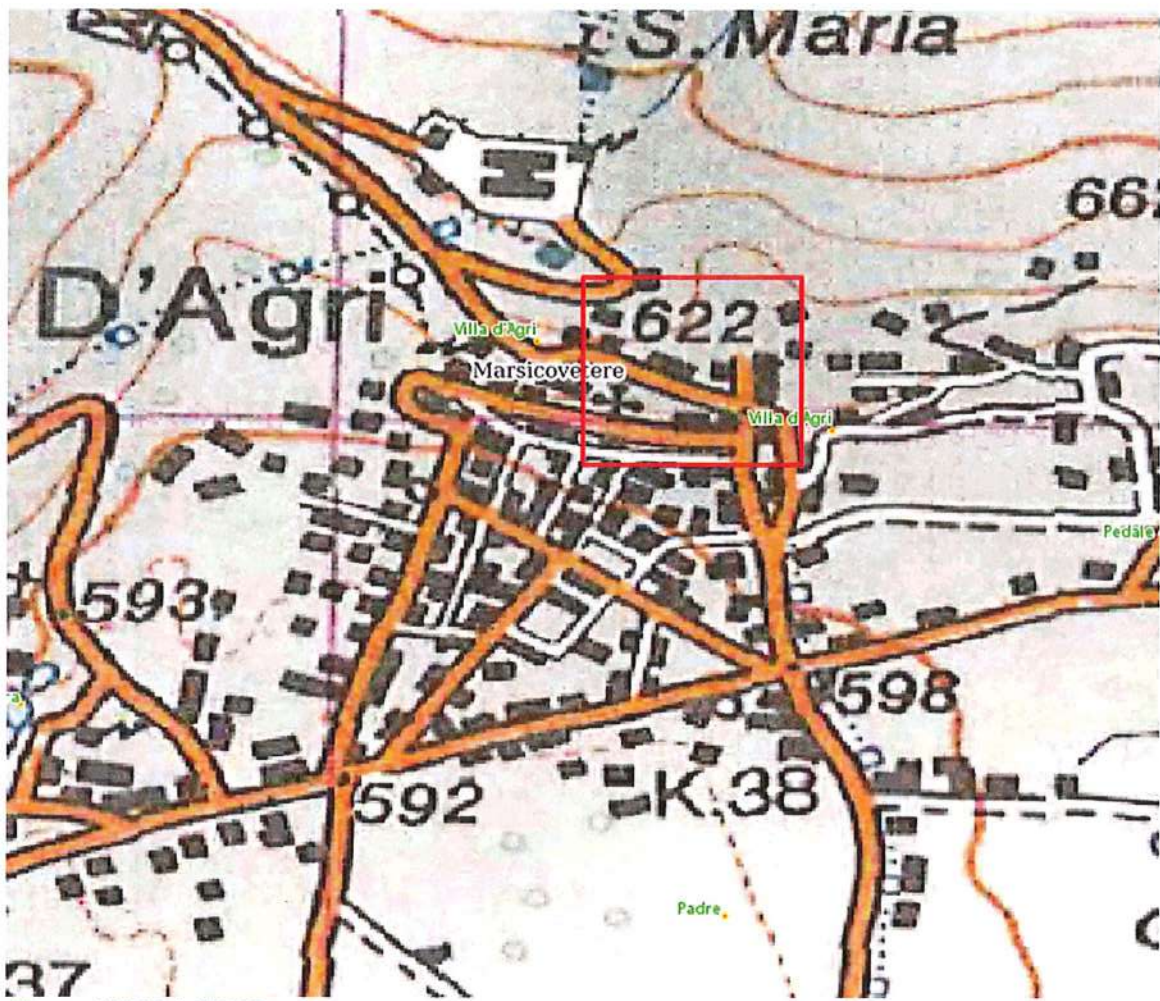 S. Maria
662
D'Agri
622
Villa d'Agri
Marsicovetere
Villa d'Agri
Pedale
593
598
592
K.38
Padre
37